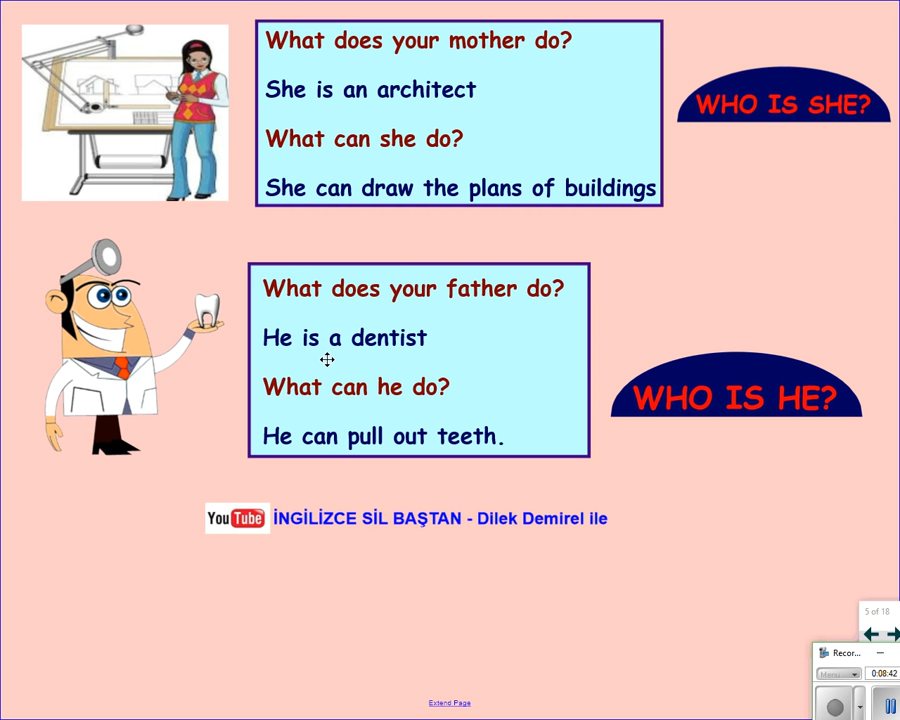 What does your mother do?
She is an architect
What can she do?
She can draw the plans of buildings
WHO IS SHE?
What does your father do?
He is a dentist
What can he do?
He can pull out teeth.
WHO IS HE?
YouTube İNGİLİZCE SİL BAŞTAN - Dilek Demirel ile
5 of 18
Recor...
Menu
0:08:42
Extend Page